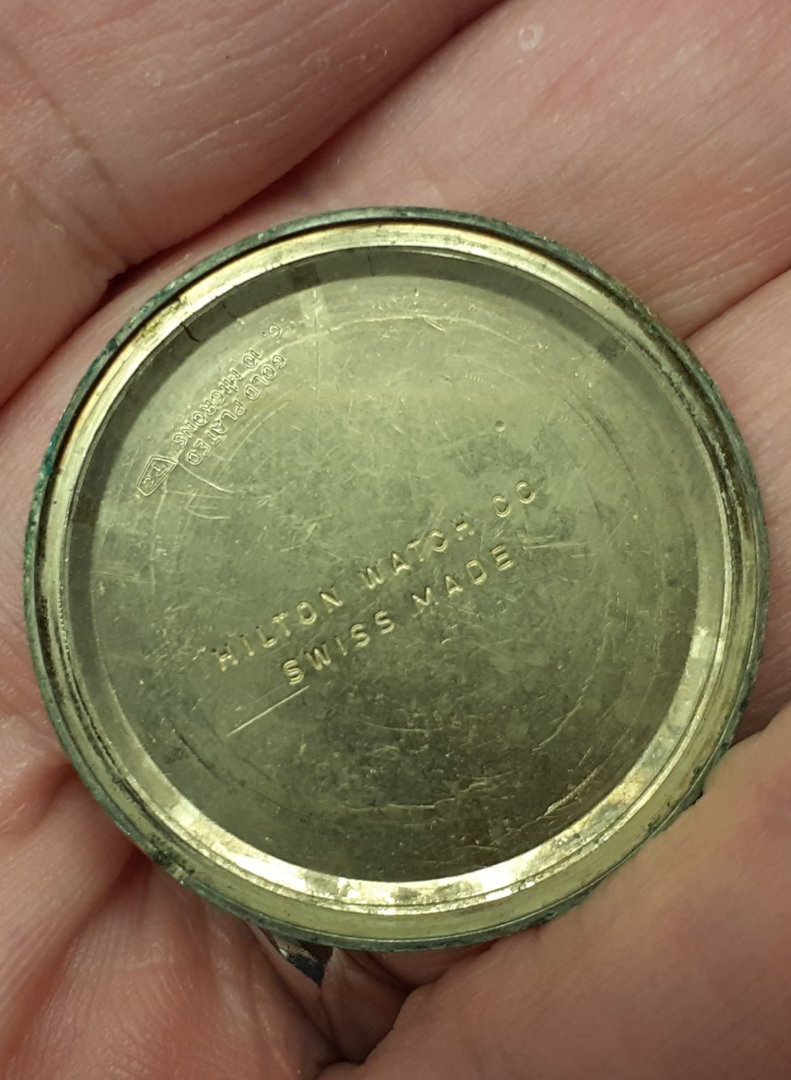 GOLD PLATED
10 MICRONS
HILTON WATCH CO
SWISS MADE